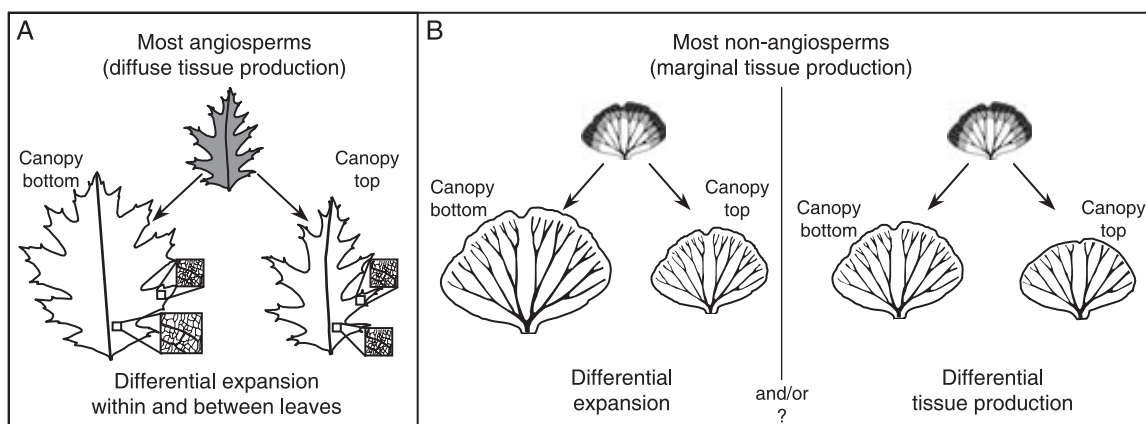 A
Most angiosperms
(diffuse tissue production)
Canopy
bottom
Canopy
top
Differential expansion
within and between leaves
B
Most non-angiosperms
(marginal tissue production)
Canopy
bottom
Canopy
top
Differential
expansion
and/or
?
Canopy
bottom
Canopy
top
Differential
tissue production